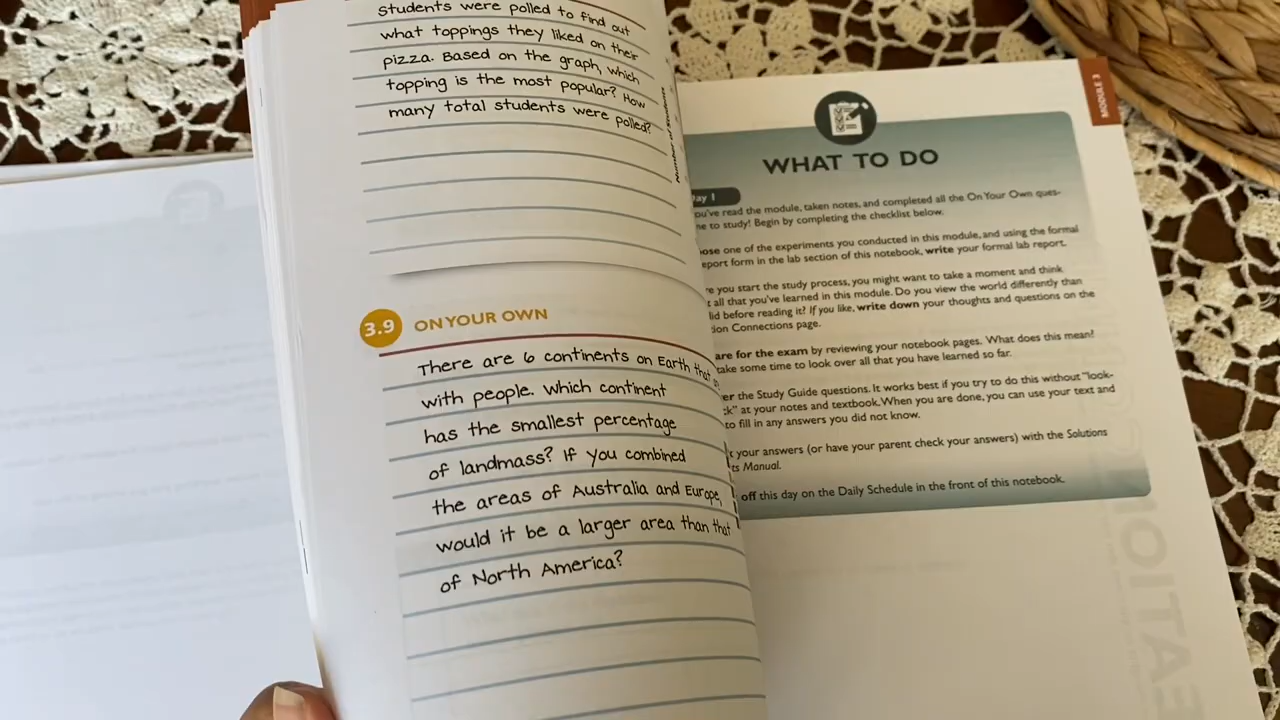 Students were polled to find out
what toppings they liked on their
pizza. Based on the graph, which
topping is the most popular? How
many total students were polled?
Number of Students
3.9 ON YOUR OWN
There are 6 continents on Earth that
with people. Which continent
has the smallest percentage
of landmass? If you combined
the areas of Australia and Europe,
would it be a larger area than that
of North America?
MODULE 3
WHAT TO DO
Day 1
you've read the module, taken notes, and completed all the On Your Own ques-
to study! Begin by completing the checklist below.
one of the experiments you conducted in this module, and using the formal
report form in the lab section of this notebook, write your formal lab report.
you start the study process, you might want to take a moment and think
all that you've learned in this module. Do you view the world differently than
before reading it? If you like, write down your thoughts and questions on the
Connections page.
for the exam by reviewing your notebook pages. What does this mean?
take some time to look over all that you have learned so far.
the Study Guide questions. It works best if you try to do this without "look-
at your notes and textbook. When you are done, you can use your text and
to fill in any answers you did not know.
your answers (or have your parent check your answers) with the Solutions
Manual.
off this day on the Daily Schedule in the front of this notebook.